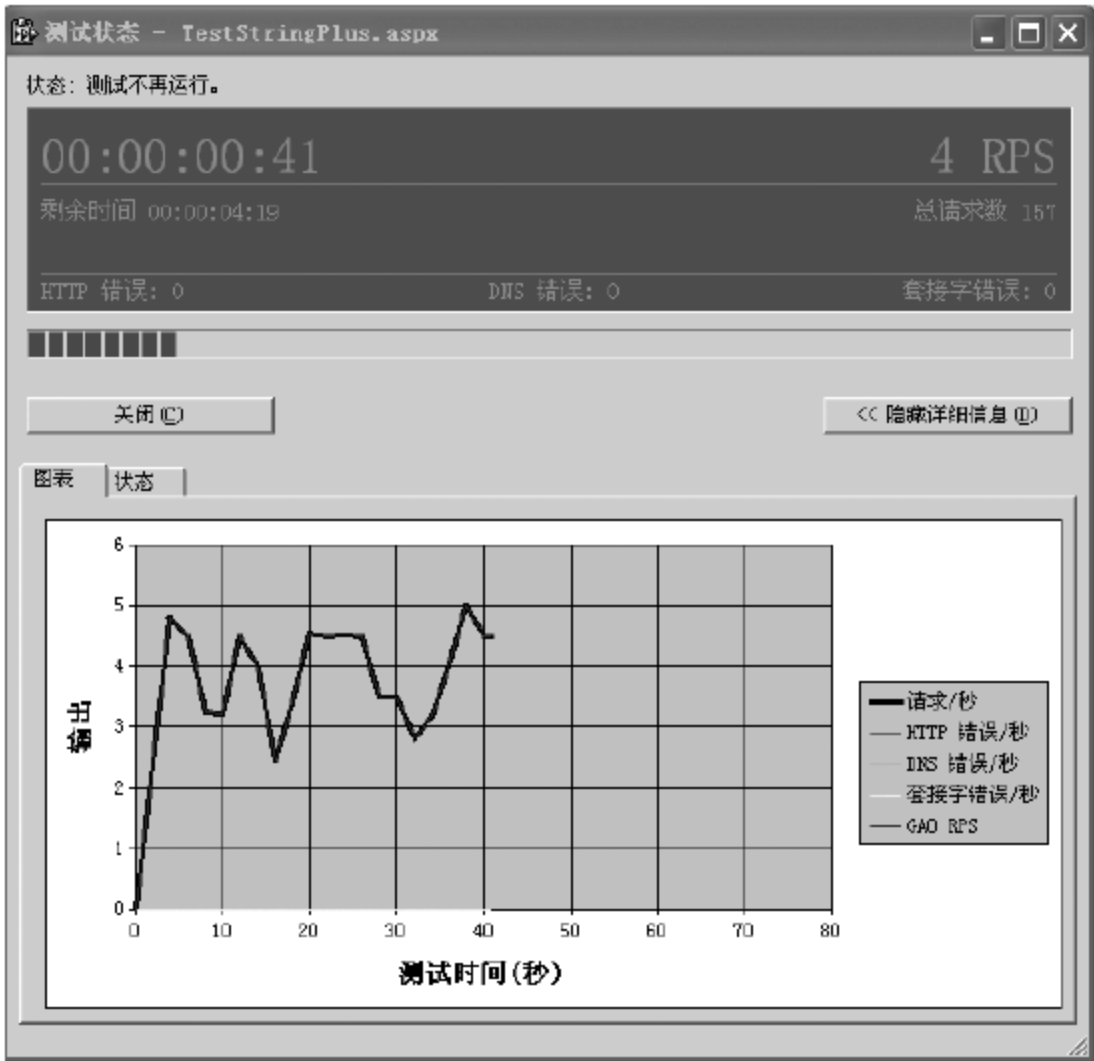 测试状态 - TestStringPlus.aspx
状态: 测试不再运行。
00:00:00:41
4 RPS
剩余时间 00:00:04:19
总请求数 157
HTTP 错误: 0
DNS 错误: 0
套接字错误: 0
关闭(C)
<< 隐藏详细信息(D)
图表
状态
输出
6
5
4
3
2
1
0
0 10 20 30 40 50 60 70 80
测试时间(秒)
请求/秒
HTTP 错误/秒
DNS 错误/秒
套接字错误/秒
GAO RPS